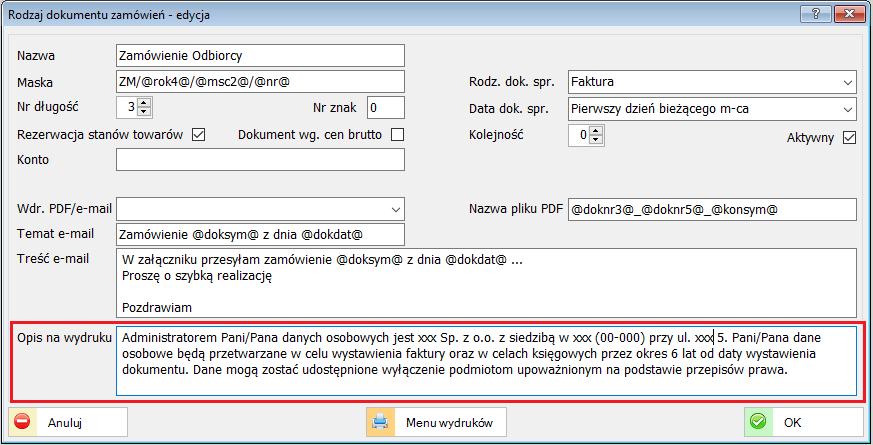 Rodzaj dokumentu zamówień - edycja
Nazwa Zamówienie Odbiorcy
Maska ZM/@rok4@/@msc2@/@nr@ Rodz. dok. spr. Faktura
Nr długość 3 Nr znak 0 Data dok. spr. Pierwszy dzień bieżącego m-ca
Rezerwacja stanów towarów Dokument wg. cen brutto Kolejność 0 Aktywny
Konto
Wdr. PDF/e-mail Nazwa pliku PDF @doknr3@_@doknr5@_@konsym@
Temat e-mail Zamówienie @doksym@ z dnia @dokdat@
Treść e-mail W załączniku przesyłam zamówienie @doksym@ z dnia @dokdat@ ...
Proszę o szybką realizację
Pozdrawiam
Opis na wydruku Administratorem Pani/Pana danych osobowych jest xxx Sp. z o.o. z siedzibą w xxx (00-000) przy ul. xxx 5. Pani/Pana dane
osobowe będą przetwarzane w celu wystawienia faktury oraz w celach księgowych przez okres 6 lat od daty wystawienia
dokumentu. Dane mogą zostać udostępnione wyłączenie podmiotom upoważnionym na podstawie przepisów prawa.
Anuluj Menu wydruków OK